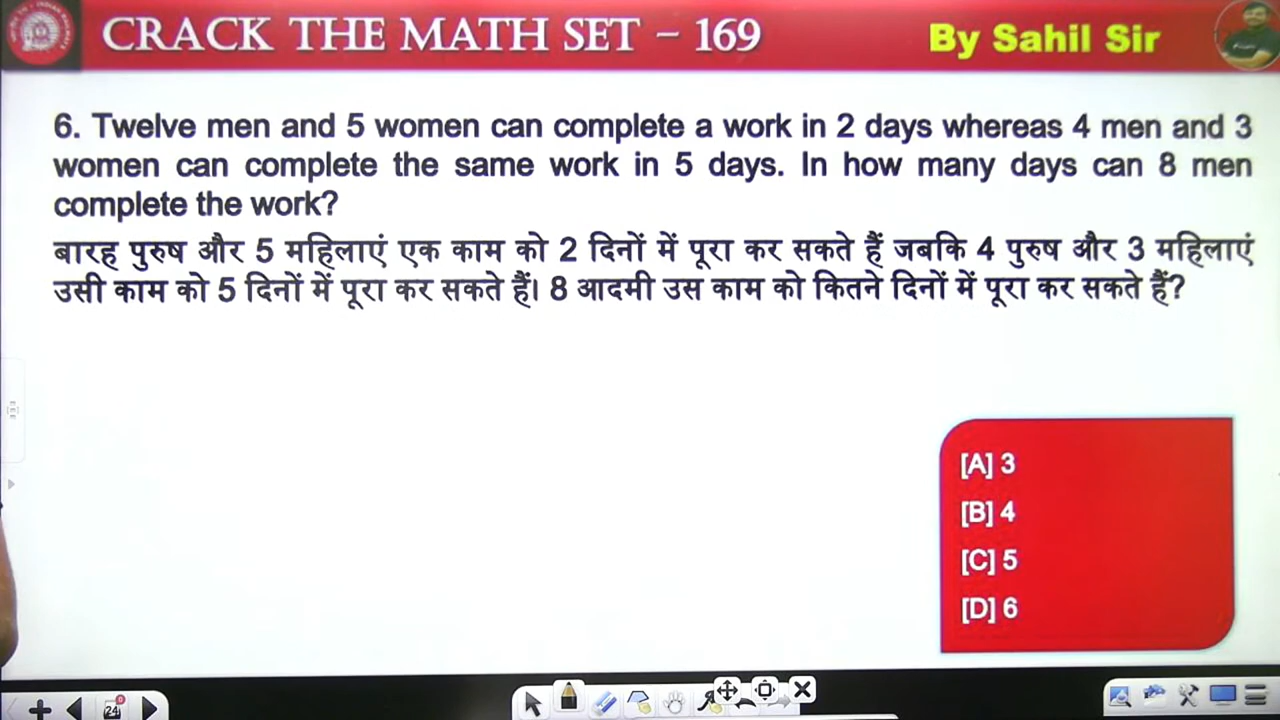 CRACK THE MATH SET – 169
By Sahil Sir
6. Twelve men and 5 women can complete a work in 2 days whereas 4 men and 3
women can complete the same work in 5 days. In how many days can 8 men
complete the work?
बारह पुरुष और 5 महिलाएं एक काम को 2 दिनों में पूरा कर सकते हैं जबकि 4 पुरुष और 3 महिलाएं
उसी काम को 5 दिनों में पूरा कर सकते हैं। 8 आदमी उस काम को कितने दिनों में पूरा कर सकते हैं?
[A] 3
[B] 4
[C] 5
[D] 6
24